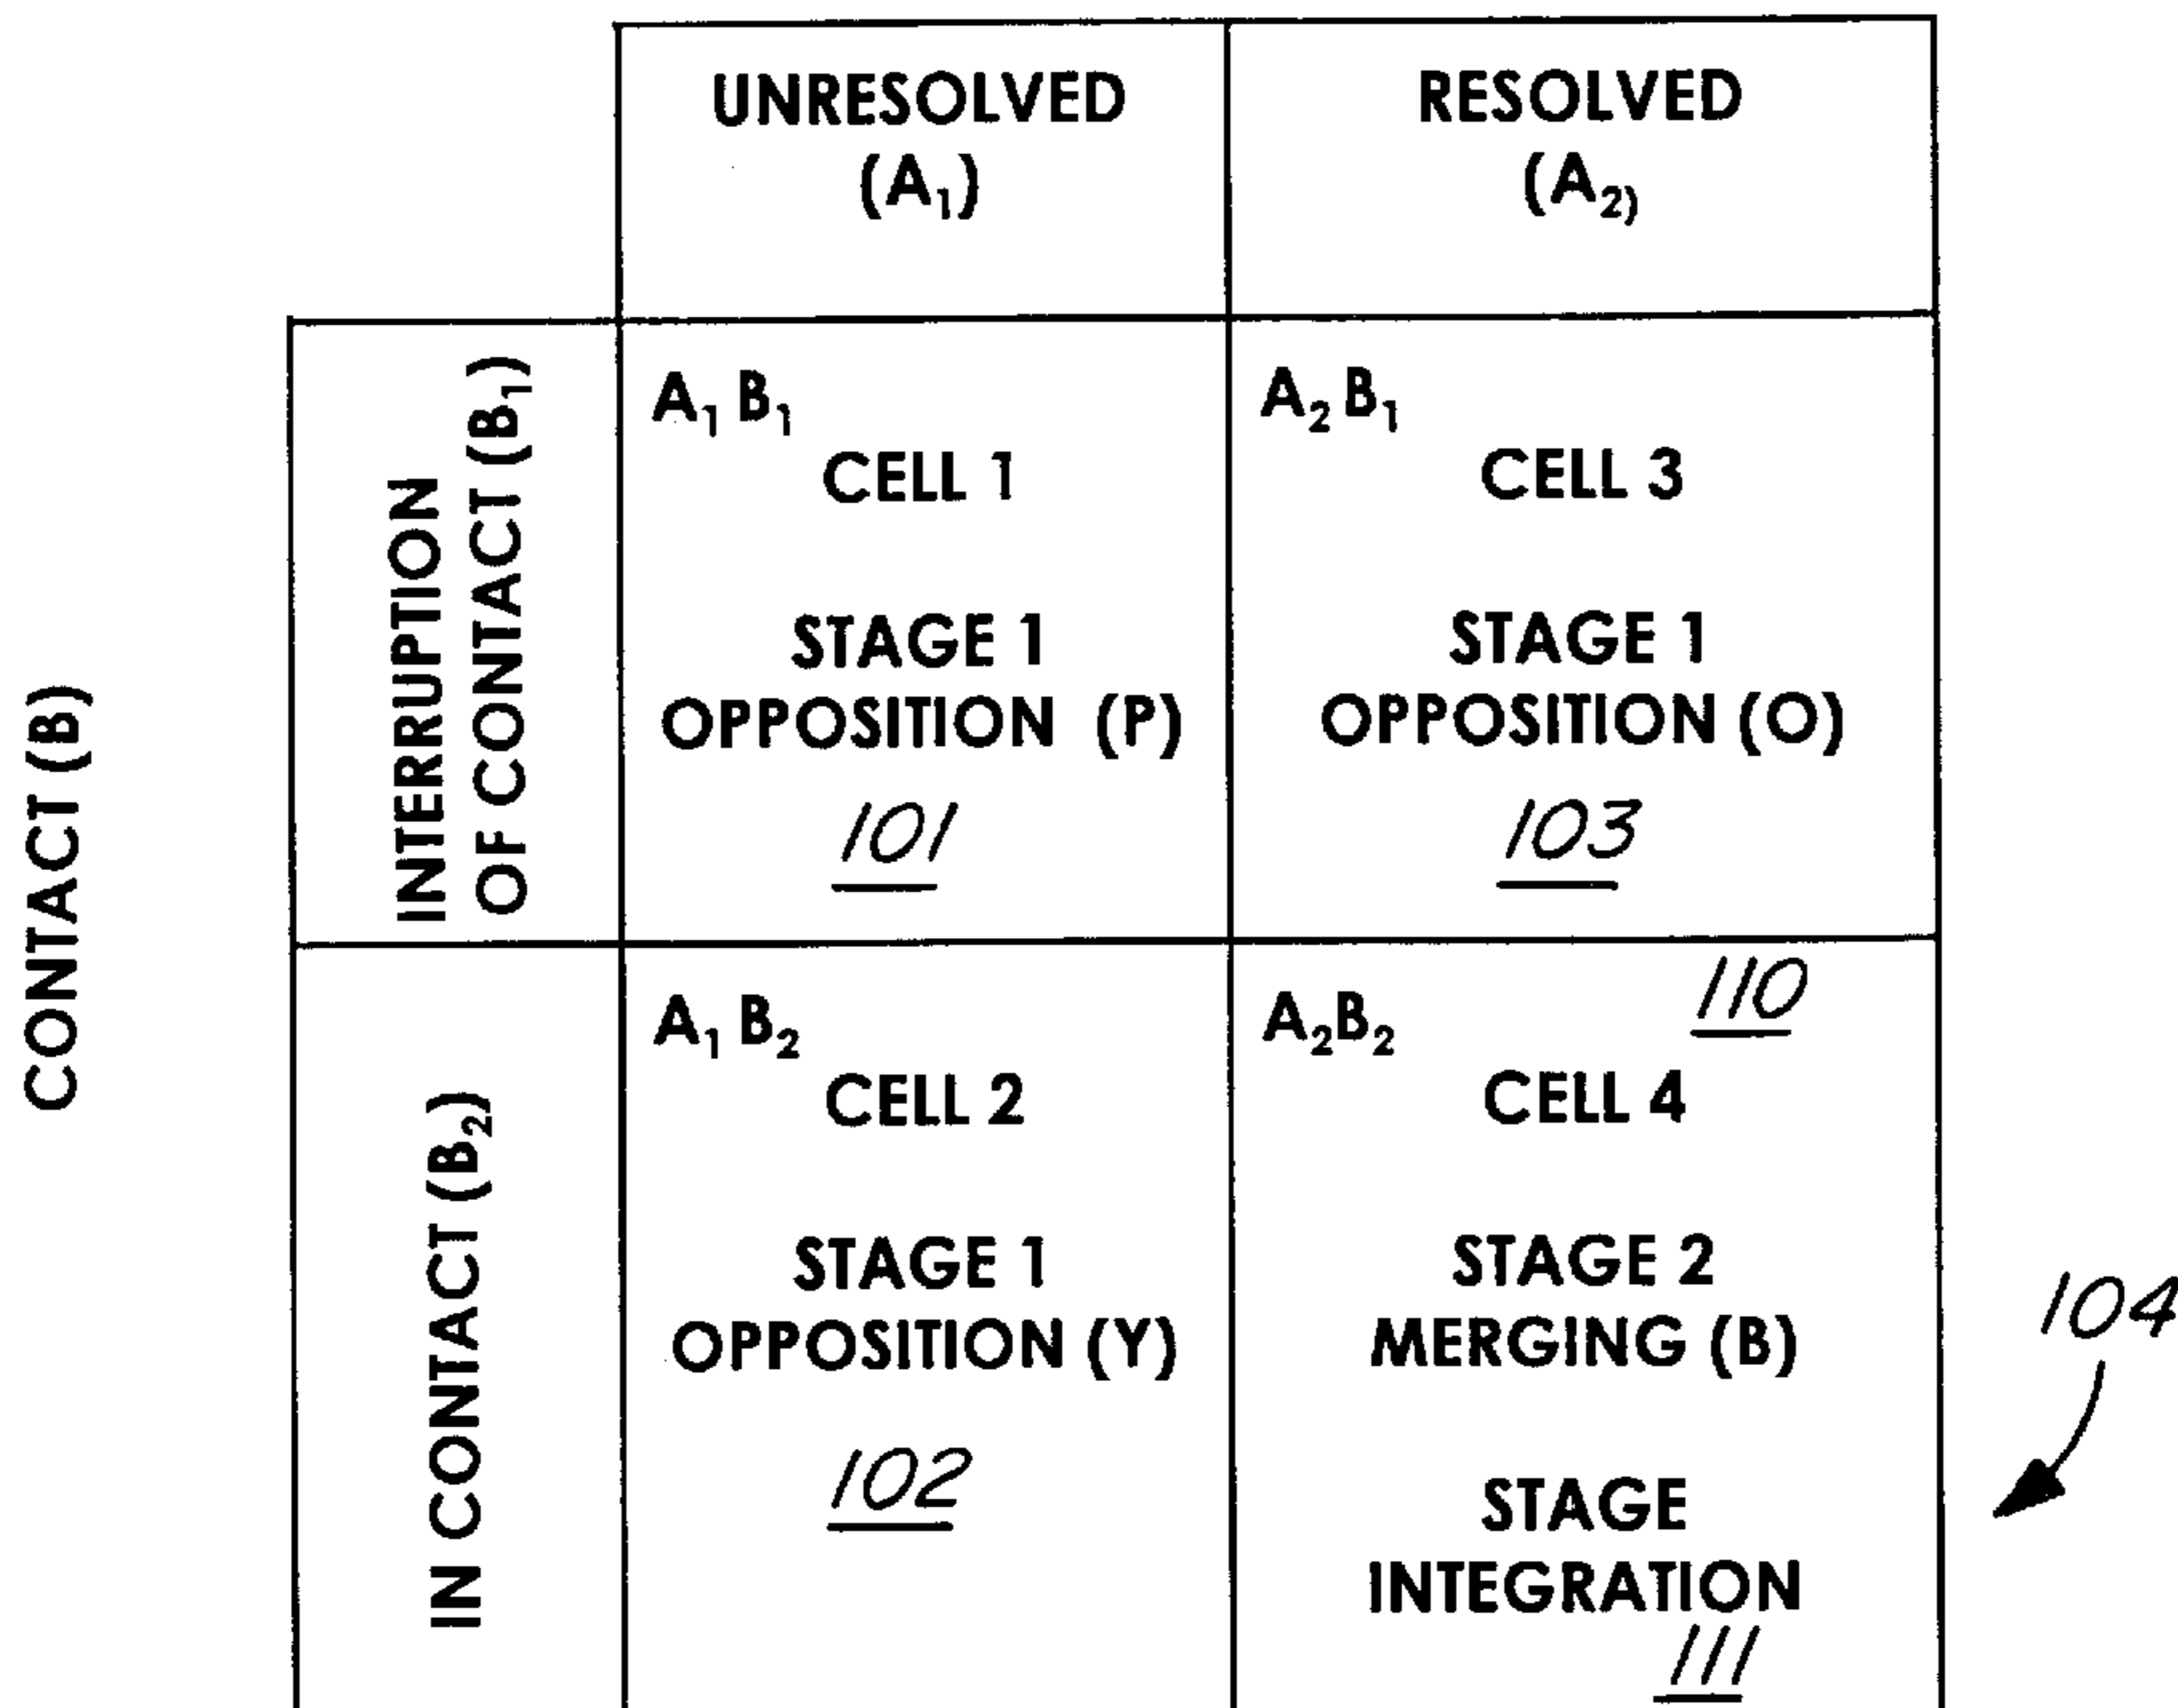 UNRESOLVED
(A₁)
RESOLVED
(A₂)
CONTACT (B)
INTERRUPTION
OF CONTACT (B₁)
A₁ B₁
CELL 1
STAGE 1
OPPOSITION (P)
101
A₂ B₁
CELL 3
STAGE 1
OPPOSITION (O)
103
IN CONTACT (B₂)
A₁ B₂
CELL 2
STAGE 1
OPPOSITION (Y)
102
A₂B₂
110
CELL 4
STAGE 2
MERGING (B)
STAGE
INTEGRATION
111
104